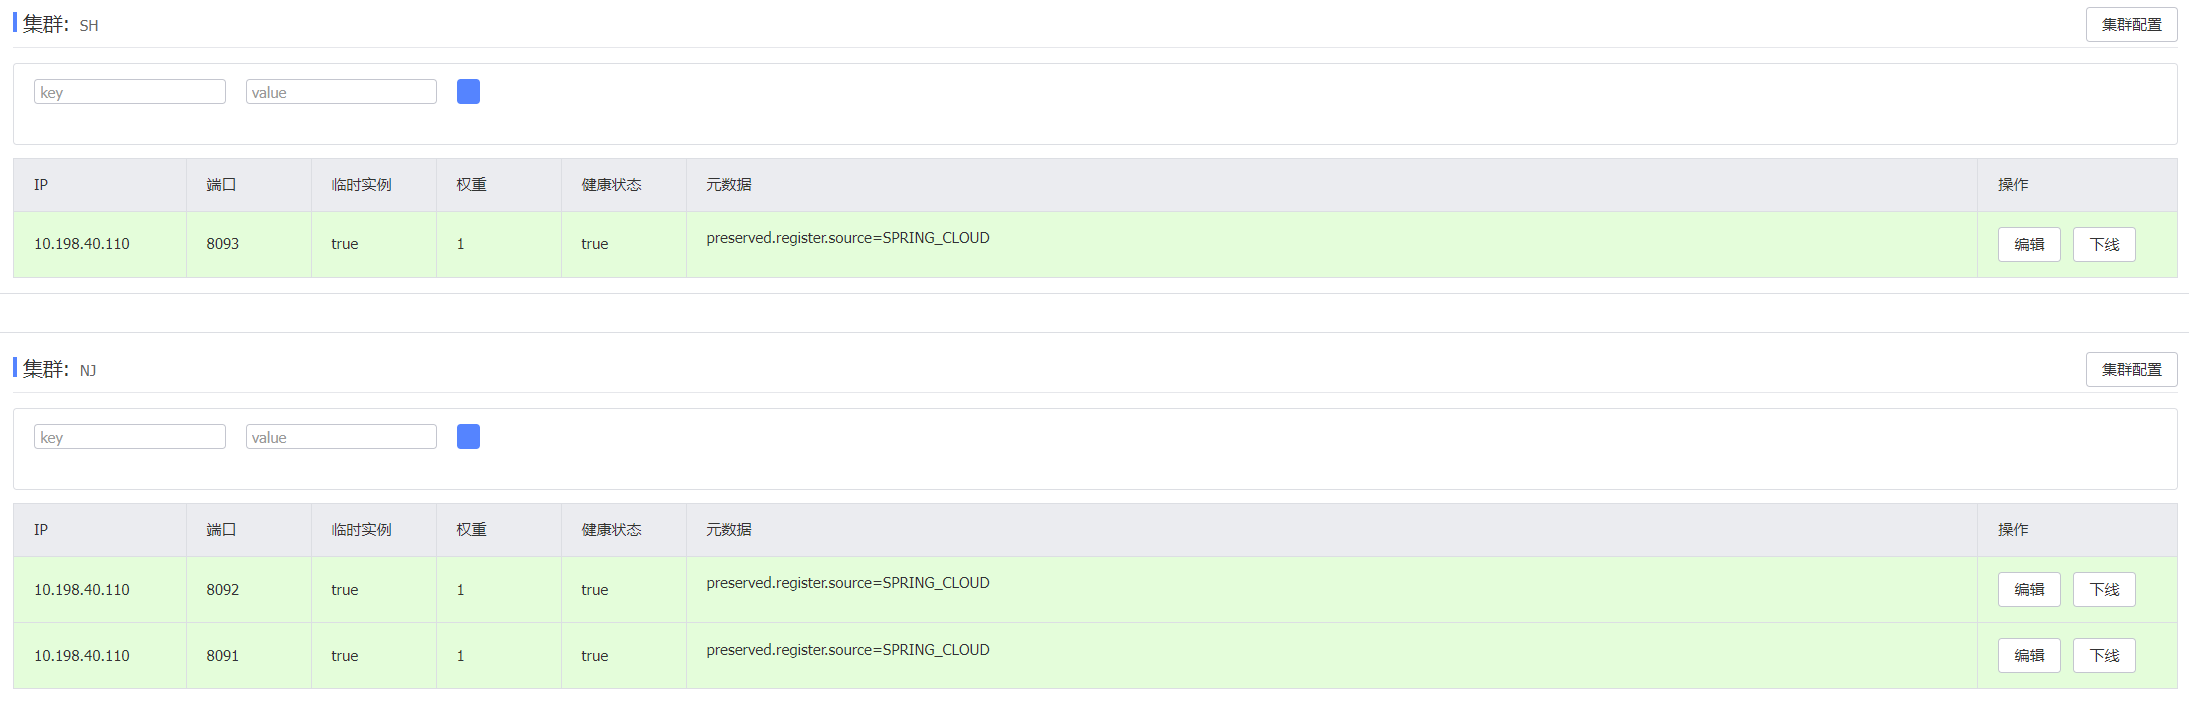 集群: SH 集群配置
key value
IP 端口 临时实例 权重 健康状态 元数据 操作
10.198.40.110 8093 true 1 true preserved.register.source=SPRING_CLOUD 编辑 下线
集群: NJ 集群配置
key value
IP 端口 临时实例 权重 健康状态 元数据 操作
10.198.40.110 8092 true 1 true preserved.register.source=SPRING_CLOUD 编辑 下线
10.198.40.110 8091 true 1 true preserved.register.source=SPRING_CLOUD 编辑 下线